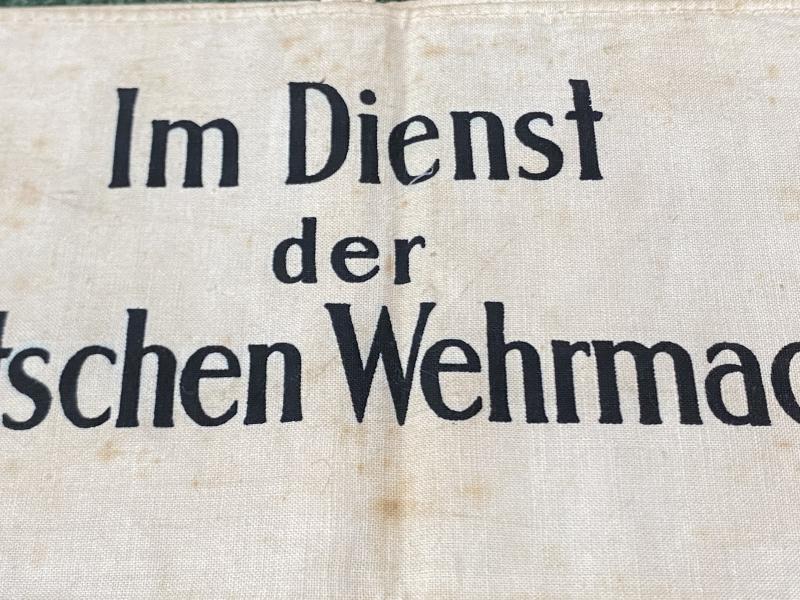 Im Dienst
der
tschen Wehrmac